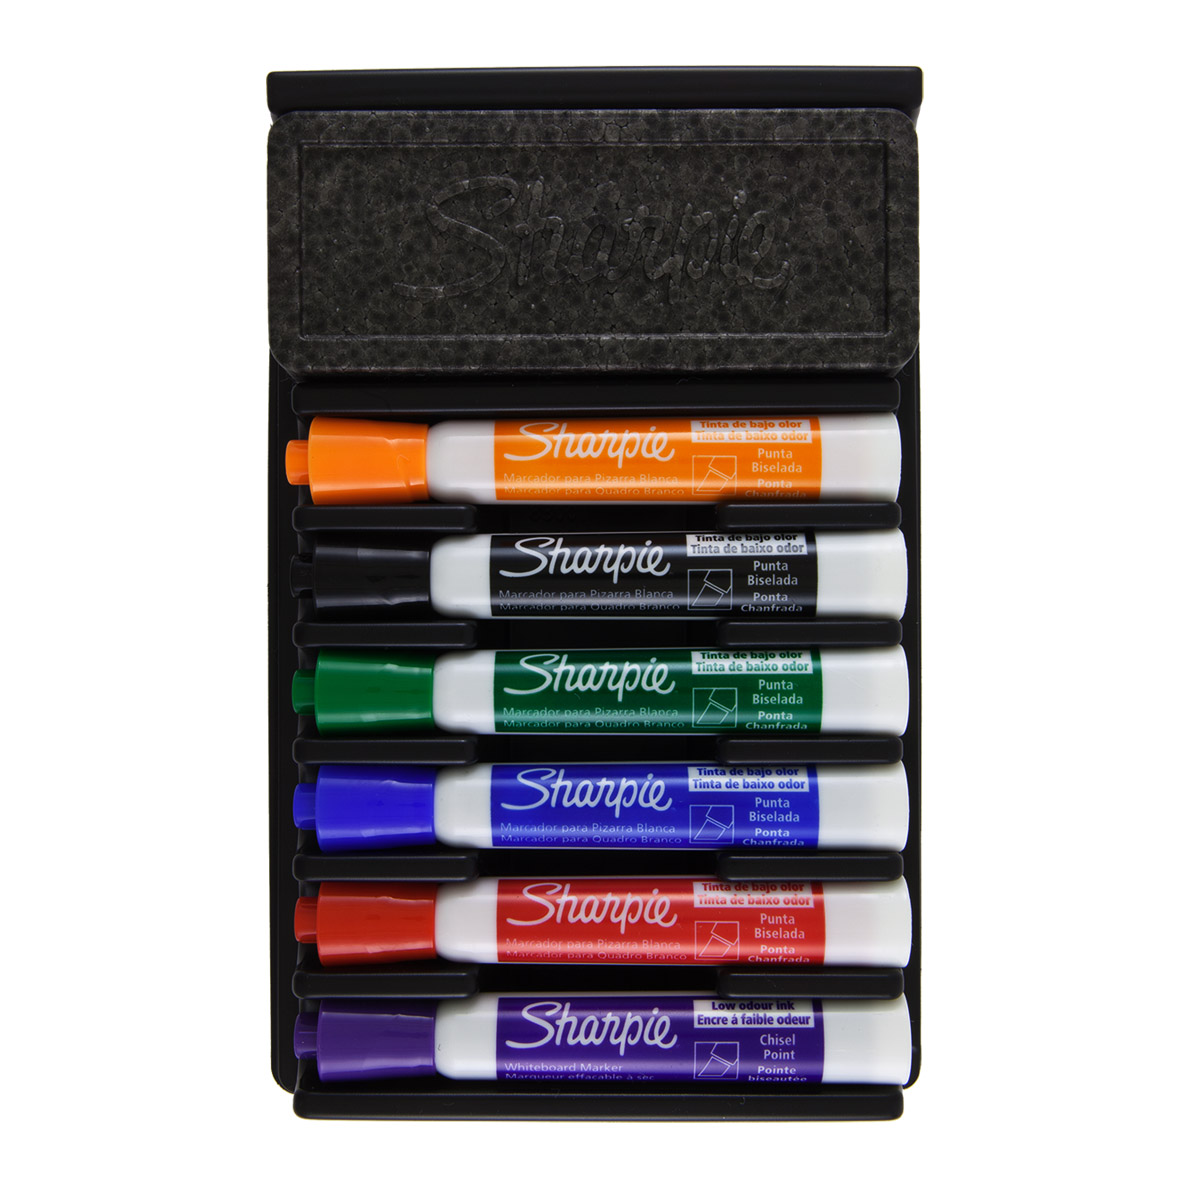 Sharpie
Tinta de bajo olor
Tinta de baixo odor
Sharpie
Punta
Biselada
Marcador para Pizarra Blanca
Marcador para Quadro Branco
Ponta
Chanfrada
Tinta de bajo olor
Tinta de baixo odor
Sharpie
Punta
Biselada
Marcador para Pizarra Blanca
Marcador para Quadro Branco
Ponta
Chanfrada
Tinta de bajo olor
Tinta de baixo odor
Sharpie
Punta
Biselada
Marcador para Pizarra Blanca
Marcador para Quadro Branco
Ponta
Chanfrada
Tinta de bajo olor
Tinta de baixo odor
Sharpie
Punta
Biselada
Marcador para Pizarra Blanca
Marcador para Quadro Branco
Ponta
Chanfrada
Tinta de bajo olor
Tinta de baixo odor
Sharpie
Punta
Biselada
Marcador para Pizarra Blanca
Marcador para Quadro Branco
Ponta
Chanfrada
Low odour ink
Encre á faible odeur
Sharpie
Chisel
Point
Whiteboard Marker
Marqueur effaçable à sec
Pointe
biseautée